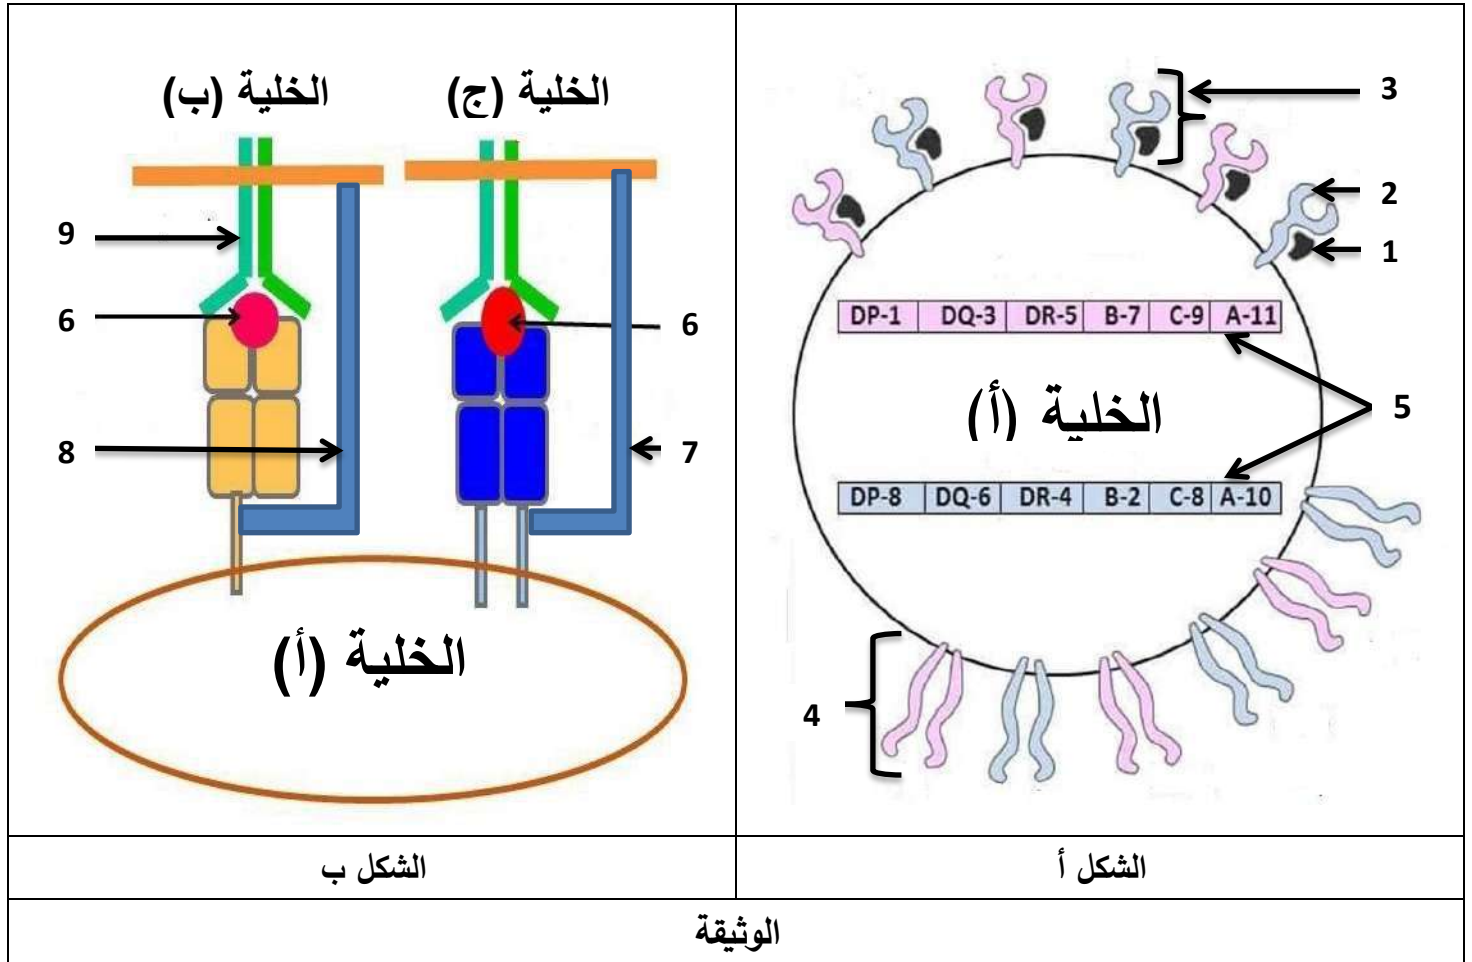 3
2
1
DP-1 DQ-3 DR-5 B-7 C-9 A-11
الخلية (أ)
5
DP-8 DQ-6 DR-4 B-2 C-8 A-10
4
الشكل أ
الخلية (ج)
الخلية (ب)
9
6
6
8
7
الخلية (أ)
الشكل ب
الوثيقة